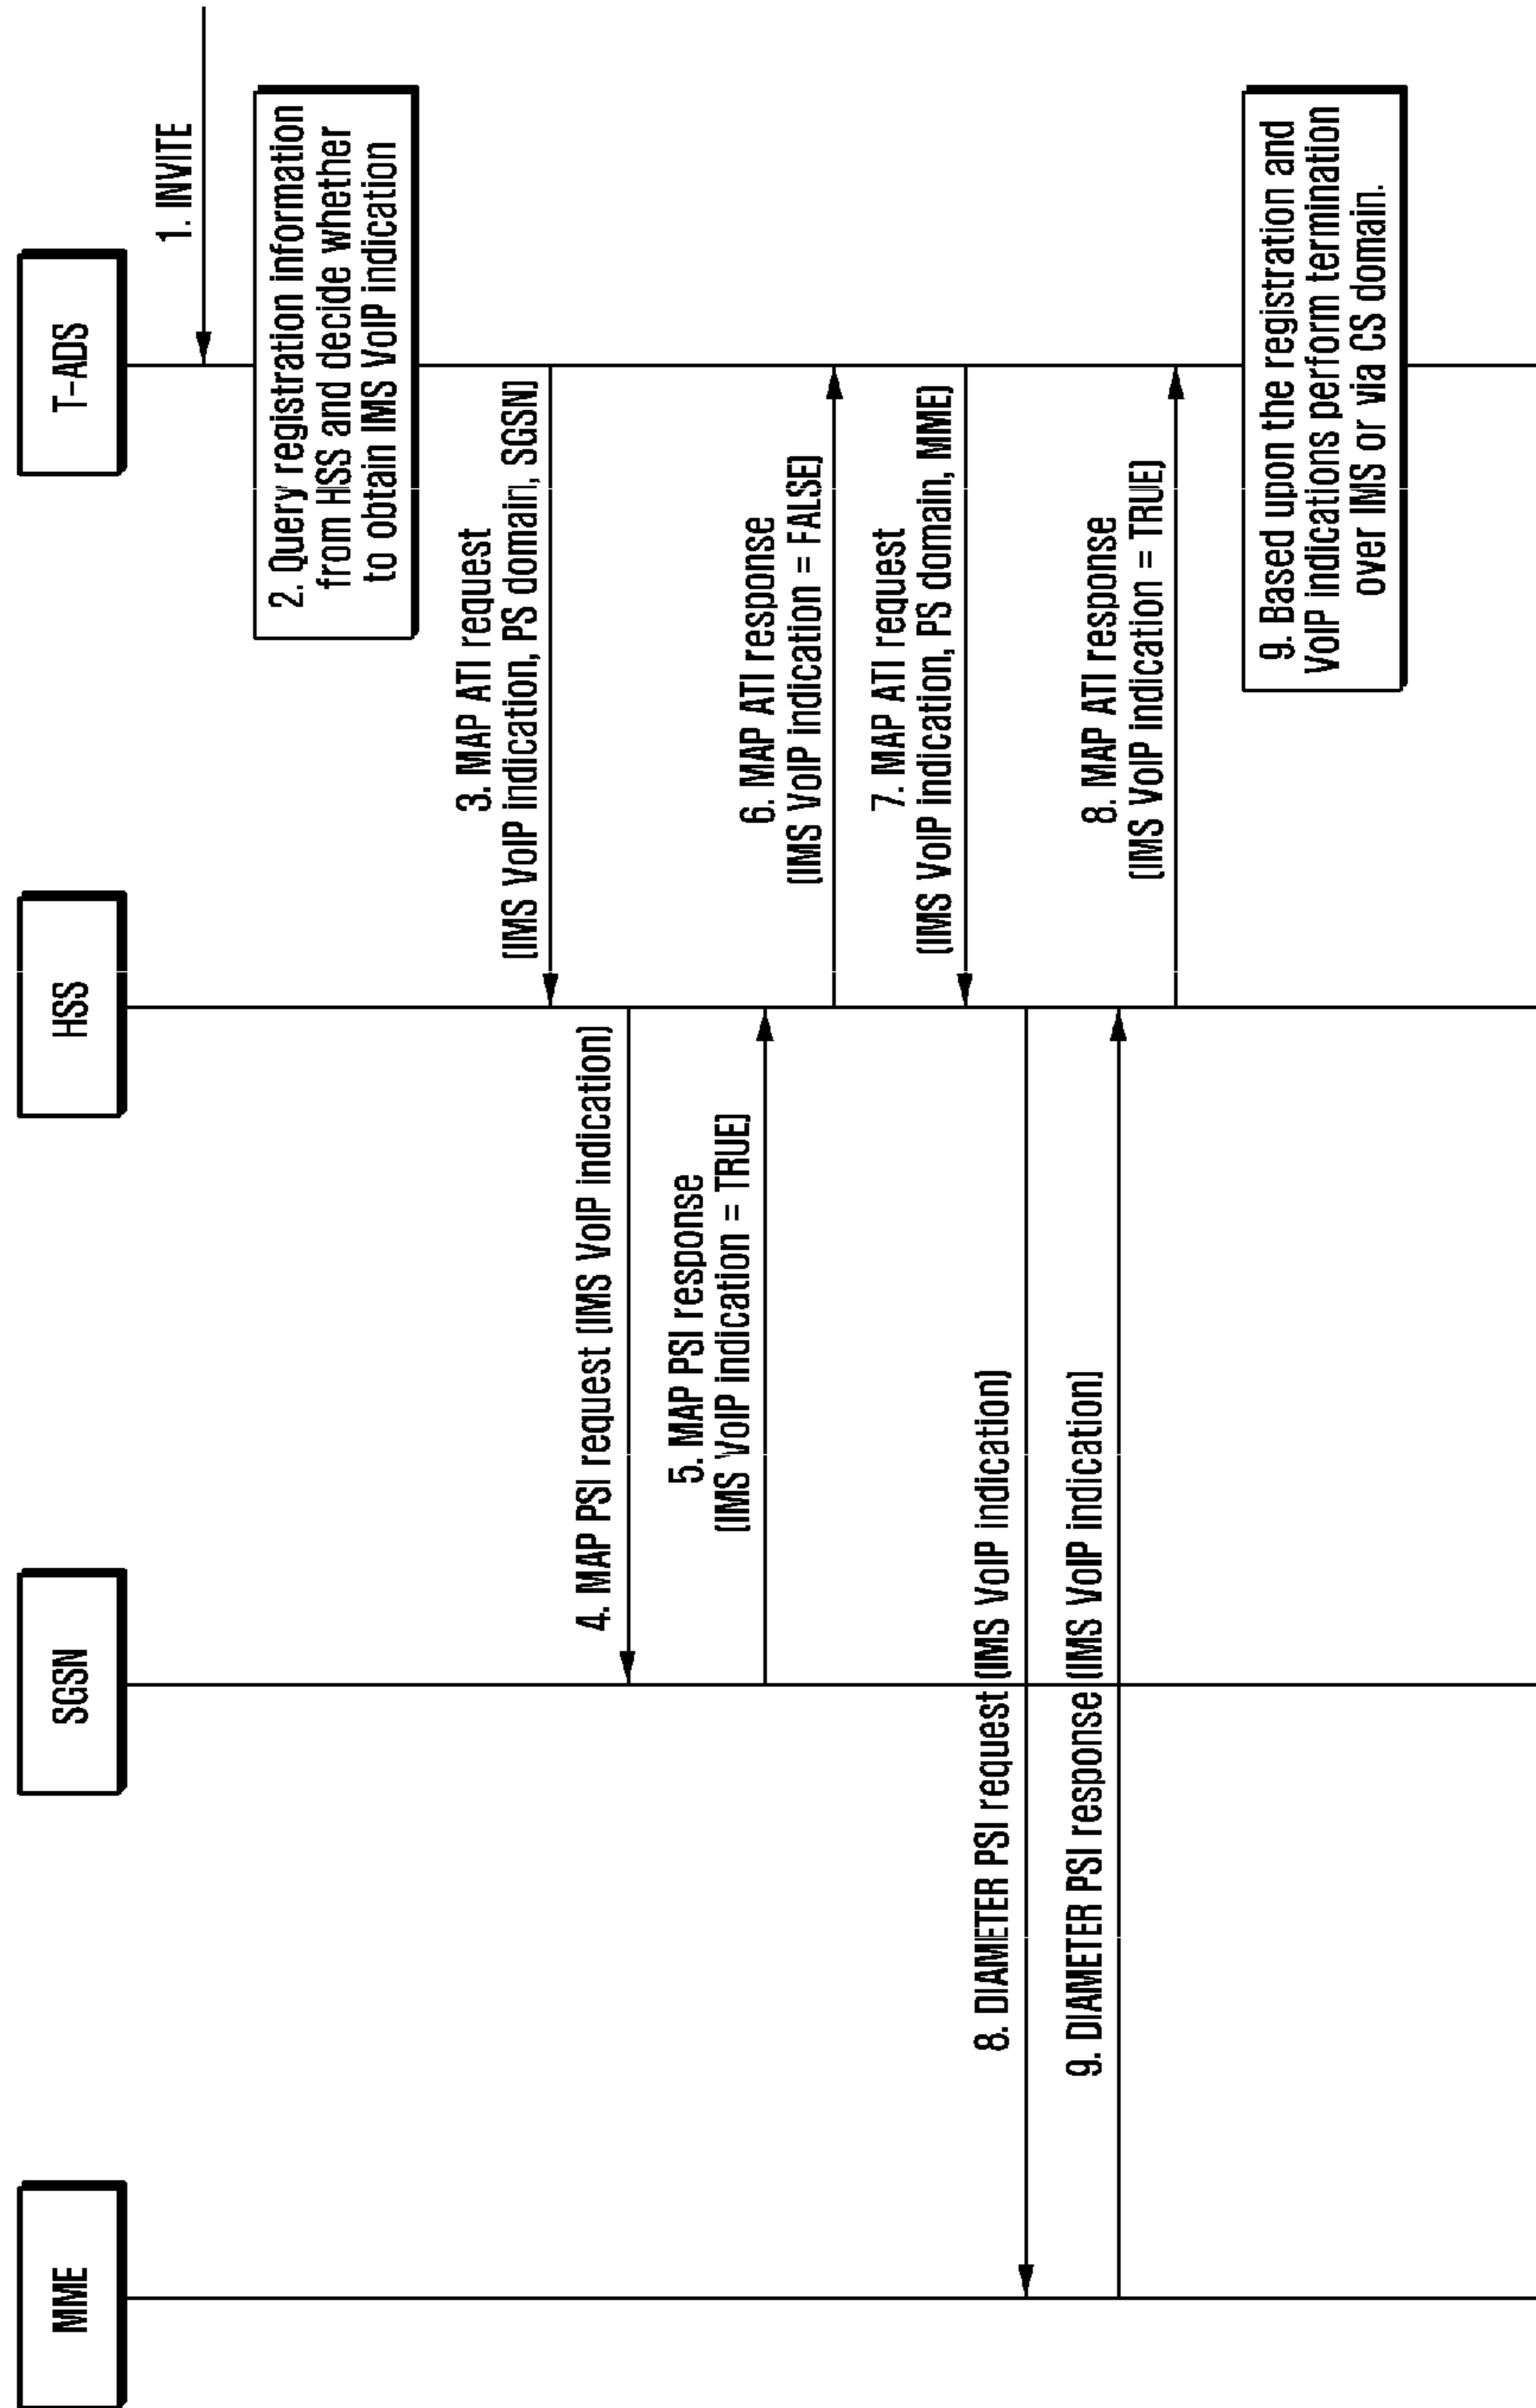 MME
SGSN
HSS
T-ADS
1. INVITE
2. Query registration information
from HSS and decide whether
to obtain IMS VoIP indication
3. MAP ATI request
(IMS VoIP indication, PS domain, SGSN)
4. MAP PSI request (IMS VoIP indication)
5. MAP PSI response
(IMS VoIP indication = TRUE)
6. MAP ATI response
(IMS VoIP indication = FALSE)
7. MAP ATI request
(IMS VoIP indication, PS domain, MME)
8. DIAMETER PSI request (IMS VoIP indication)
9. DIAMETER PSI response (IMS VoIP indication)
8. MAP ATI response
(IMS VoIP indication = TRUE)
9. Based upon the registration and
VoIP indications perform termination
over IMS or via CS domain.